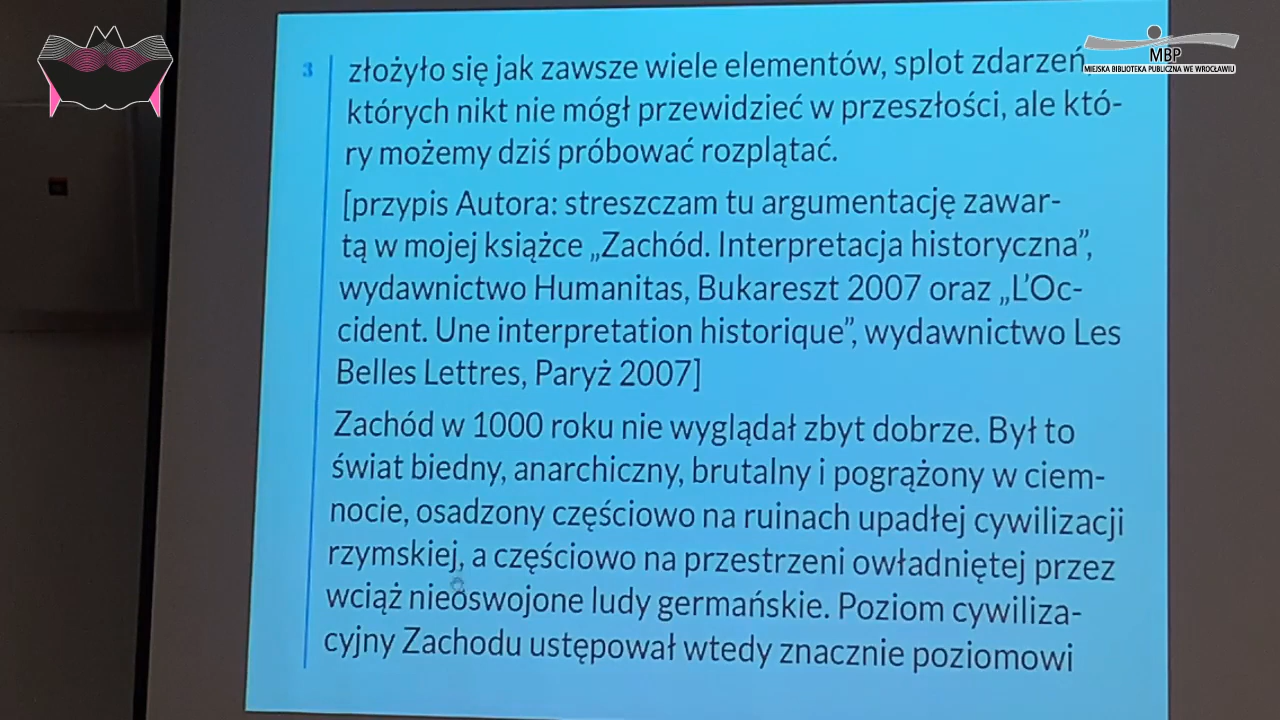 MBP
MIEJSKA BIBLIOTEKA PUBLICZNA WE WROCŁAWIU
3
złożyło się jak zawsze wiele elementów, splot zdarzeń
których nikt nie mógł przewidzieć w przeszłości, ale któ-
ry możemy dziś próbować rozplątać.
[przypis Autora: streszczam tu argumentację zawar-
tą w mojej książce „Zachód. Interpretacja historyczna”,
wydawnictwo Humanitas, Bukareszt 2007 oraz „L’Oc-
cident. Une interpretation historique”, wydawnictwo Les
Belles Lettres, Paryż 2007]
Zachód w 1000 roku nie wyglądał zbyt dobrze. Był to
świat biedny, anarchiczny, brutalny i pogrążony w ciem-
nocie, osadzony częściowo na ruinach upadłej cywilizacji
rzymskiej, a częściowo na przestrzeni owładniętej przez
wciąż nieoswojone ludy germańskie. Poziom cywiliza-
cyjny Zachodu ustępował wtedy znacznie poziomowi